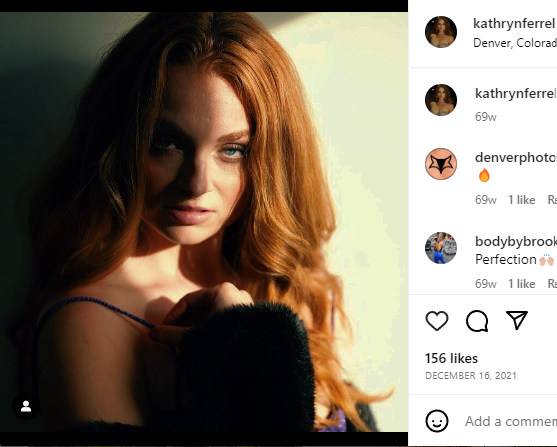 kathrynferrel
Denver, Colorad
kathrynferrel
69w
denverphoto
🔥
69w 1 like Re
bodybybrook
Perfection 🙌🏻
69w 1 like Re
156 likes
DECEMBER 16, 2021
Add a commen